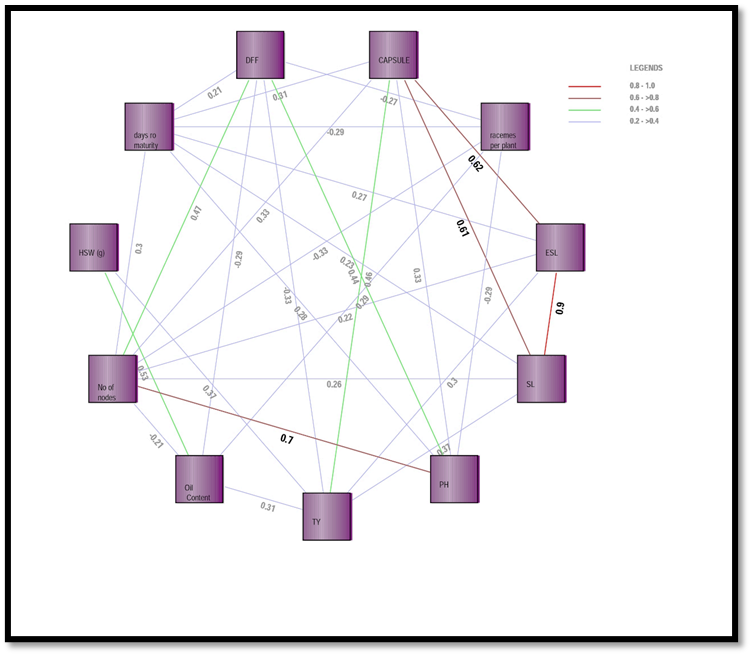 DFF
CAPSULE
LEGENDS
0.8 - 1.0
0.6 - >0.8
0.4 - >0.6
0.2 - >0.4
0.21
0.31
-0.27
days ro
maturity
-0.29
racemes
per plant
0.62
0.27
0.47
0.33
0.61
HSW (g)
0.3
-0.29
-0.33
0.23
0.44
0.46
0.33
ESL
-0.33
0.28
0.29
0.22
-0.29
0.9
No of
nodes
0.53
0.37
0.26
0.3
SL
-0.21
0.7
0.37
Oil
Content
0.31
TY
PH